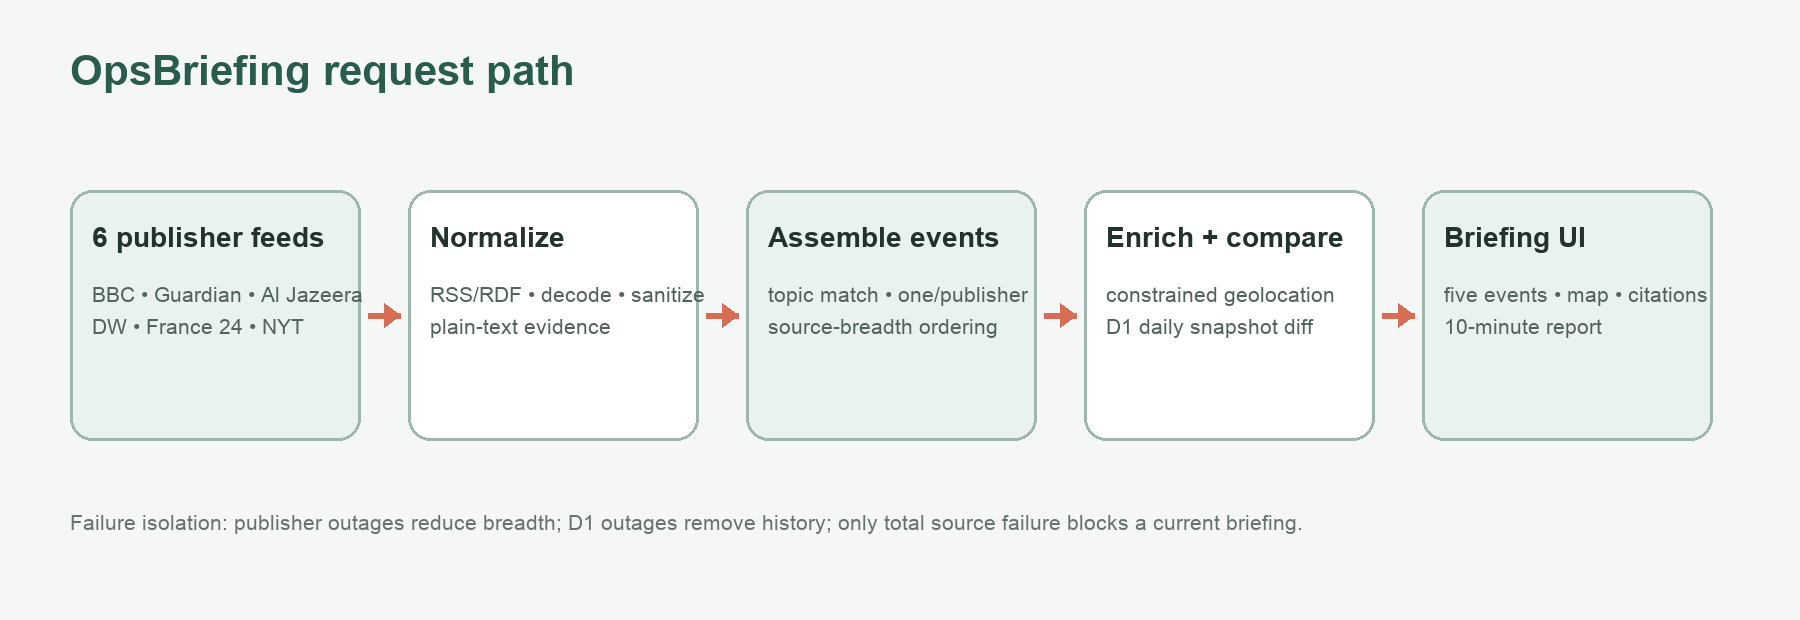 OpsBriefing request path
6 publisher feeds
BBC • Guardian • Al Jazeera
DW • France 24 • NYT
Normalize
RSS/RDF • decode • sanitize
plain-text evidence
Assemble events
topic match • one/publisher
source-breadth ordering
Enrich + compare
constrained geolocation
D1 daily snapshot diff
Briefing UI
five events • map • citations
10-minute report
Failure isolation: publisher outages reduce breadth; D1 outages remove history; only total source failure blocks a current briefing.